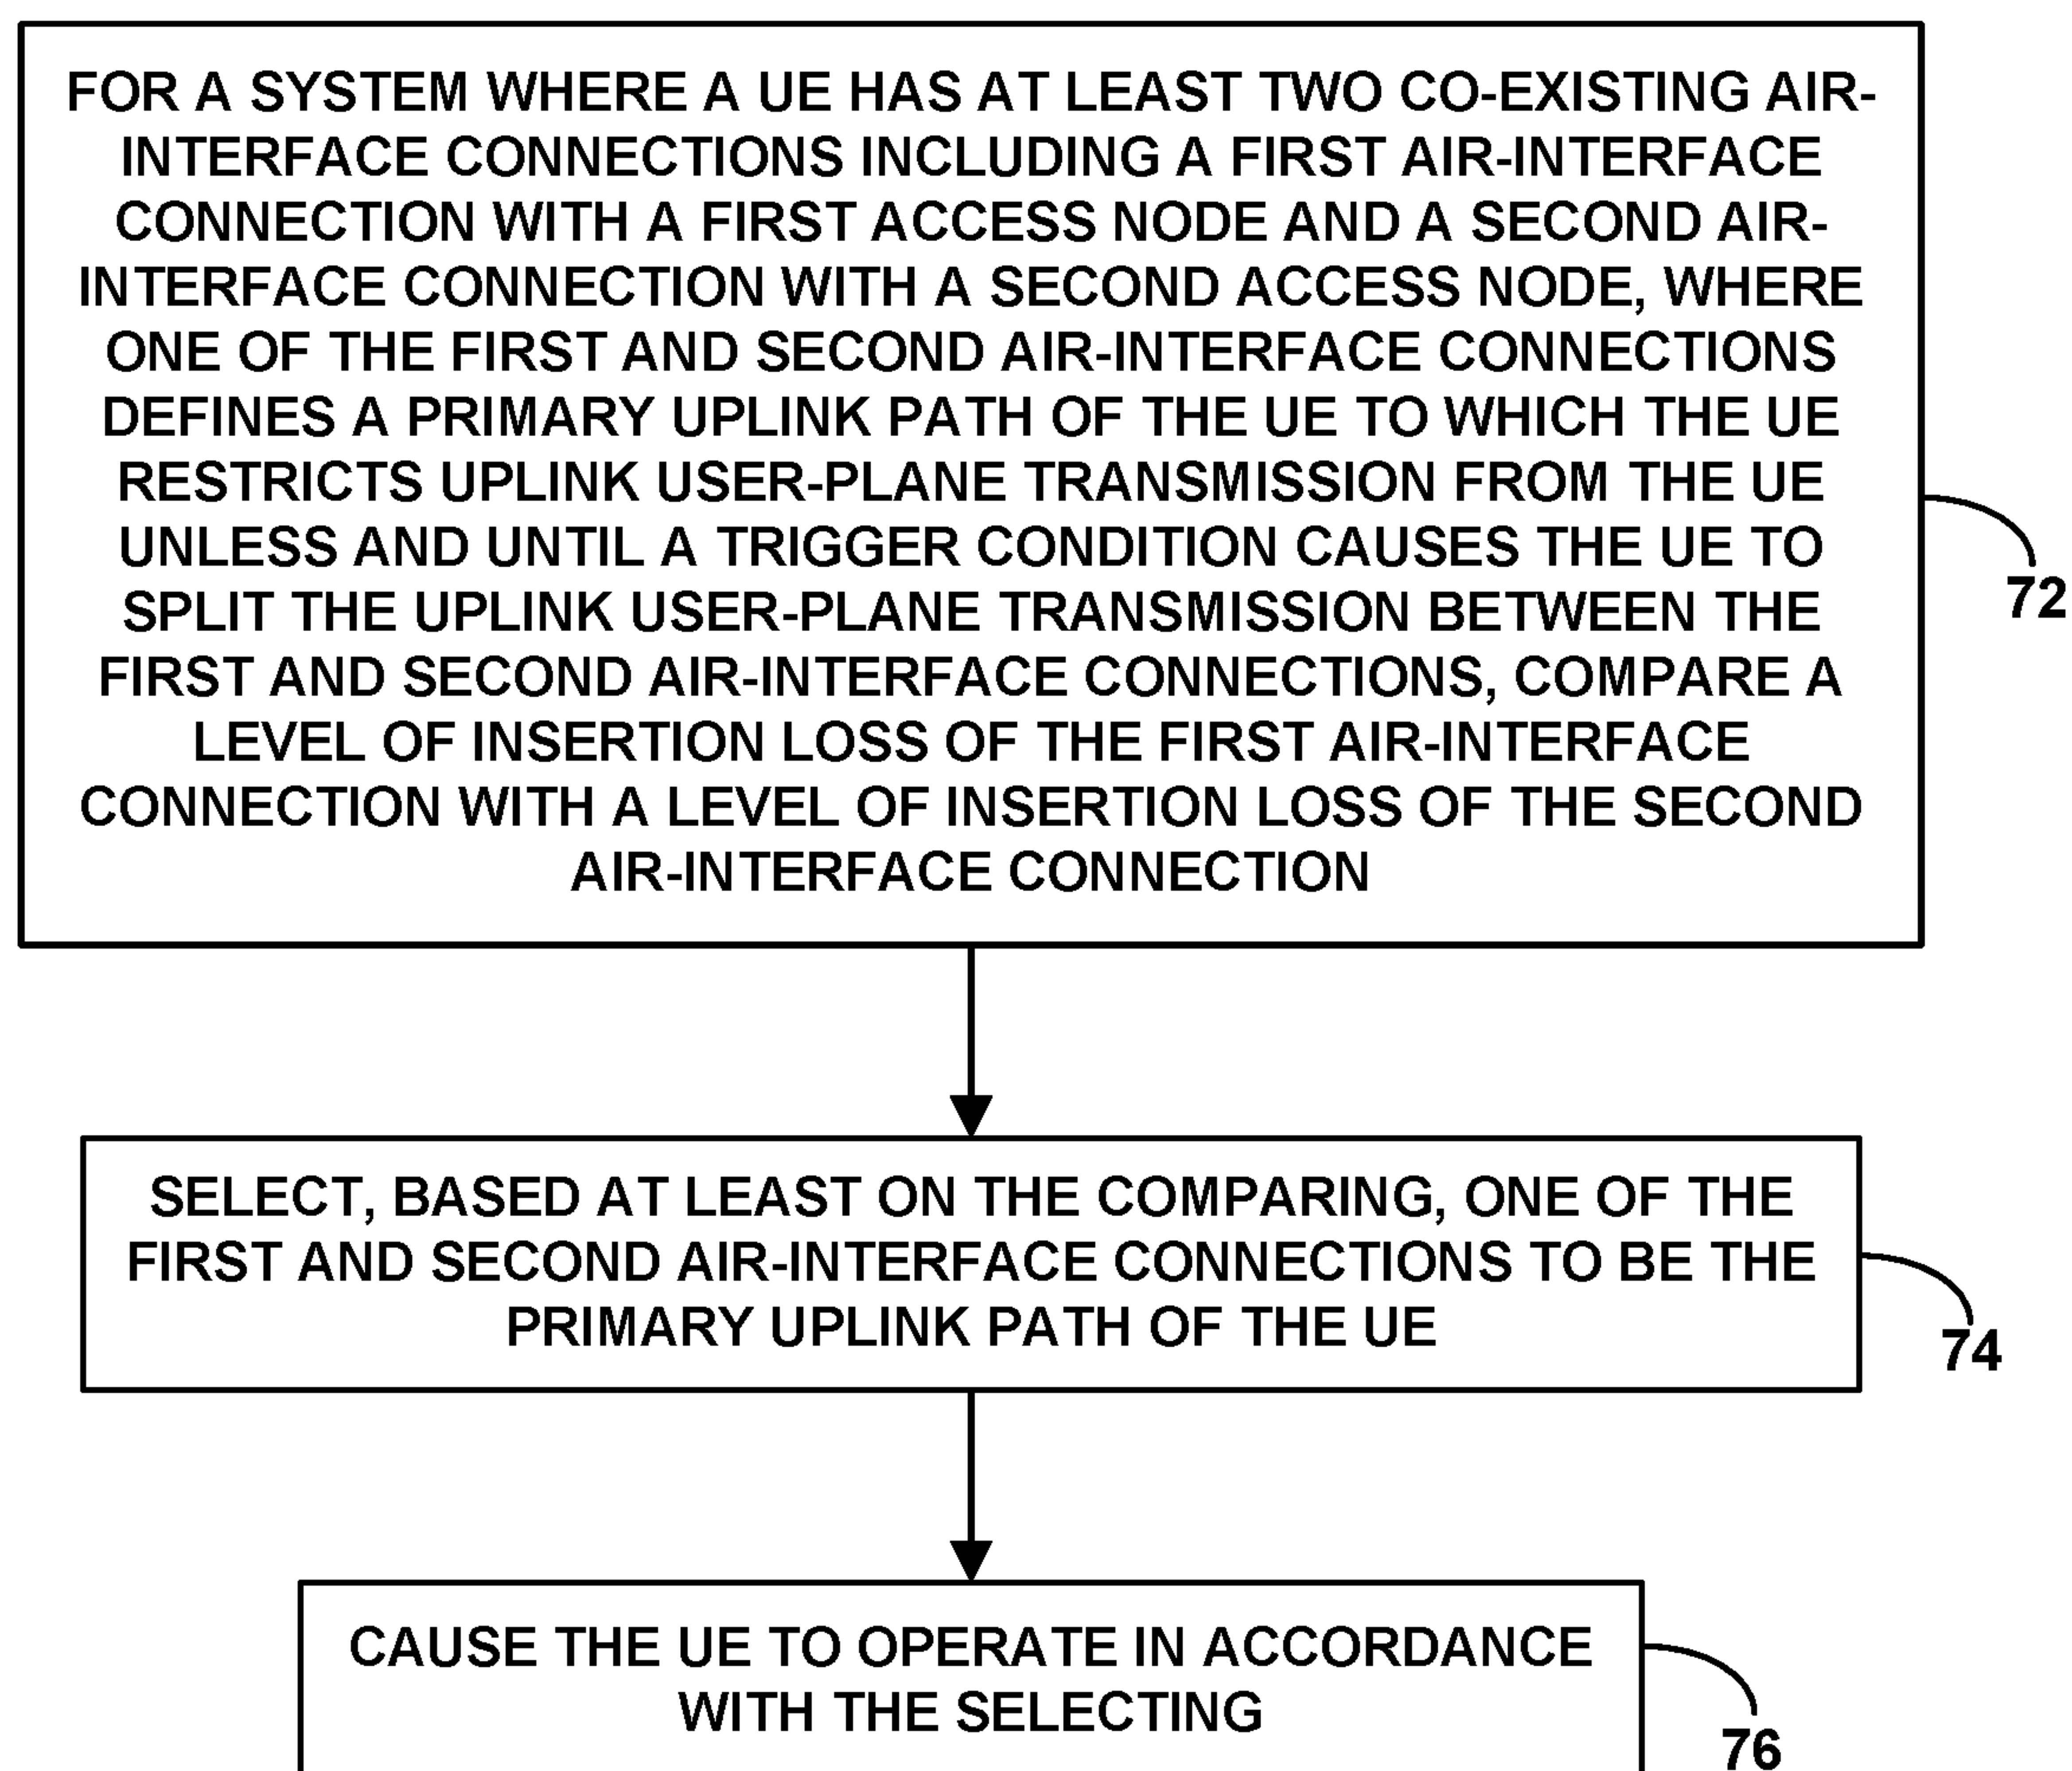 FOR A SYSTEM WHERE A UE HAS AT LEAST TWO CO-EXISTING AIR-
INTERFACE CONNECTIONS INCLUDING A FIRST AIR-INTERFACE
CONNECTION WITH A FIRST ACCESS NODE AND A SECOND AIR-
INTERFACE CONNECTION WITH A SECOND ACCESS NODE, WHERE
ONE OF THE FIRST AND SECOND AIR-INTERFACE CONNECTIONS
DEFINES A PRIMARY UPLINK PATH OF THE UE TO WHICH THE UE
RESTRICTS UPLINK USER-PLANE TRANSMISSION FROM THE UE
UNLESS AND UNTIL A TRIGGER CONDITION CAUSES THE UE TO
SPLIT THE UPLINK USER-PLANE TRANSMISSION BETWEEN THE
FIRST AND SECOND AIR-INTERFACE CONNECTIONS, COMPARE A
LEVEL OF INSERTION LOSS OF THE FIRST AIR-INTERFACE
CONNECTION WITH A LEVEL OF INSERTION LOSS OF THE SECOND
AIR-INTERFACE CONNECTION
72
SELECT, BASED AT LEAST ON THE COMPARING, ONE OF THE
FIRST AND SECOND AIR-INTERFACE CONNECTIONS TO BE THE
PRIMARY UPLINK PATH OF THE UE
74
CAUSE THE UE TO OPERATE IN ACCORDANCE
WITH THE SELECTING
76